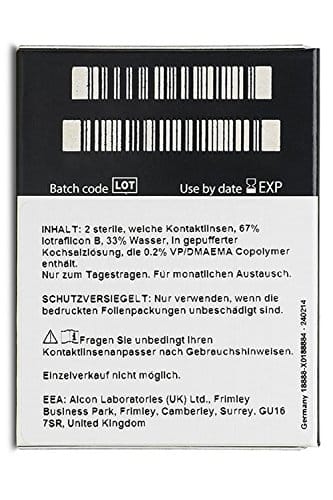 Batch code LOT Use by date EXP
INHALT: 2 sterile, weiche Kontaktlinsen, 67%
lotrafilcon B, 33% Wasser, in gepufferter
Kochsalzlösung, die 0.2% VP/DMAEMA Copolymer
enthält.
Nur zum Tagestragen. Für monatlichen Austausch.
SCHUTZVERSIEGELT: Nur verwenden, wenn die
bedruckten Folienpackungen unbeschädigt sind.
Fragen Sie unbedingt Ihren
Kontaktlinsenanpasser nach Gebrauchshinweisen.
Einzelverkauf nicht möglich.
EEA: Alcon Laboratories (UK) Ltd., Frimley
Business Park, Frimley, Camberley, Surrey, GU16
7SR, United Kingdom
Germany 18888-X0188884 - 240214